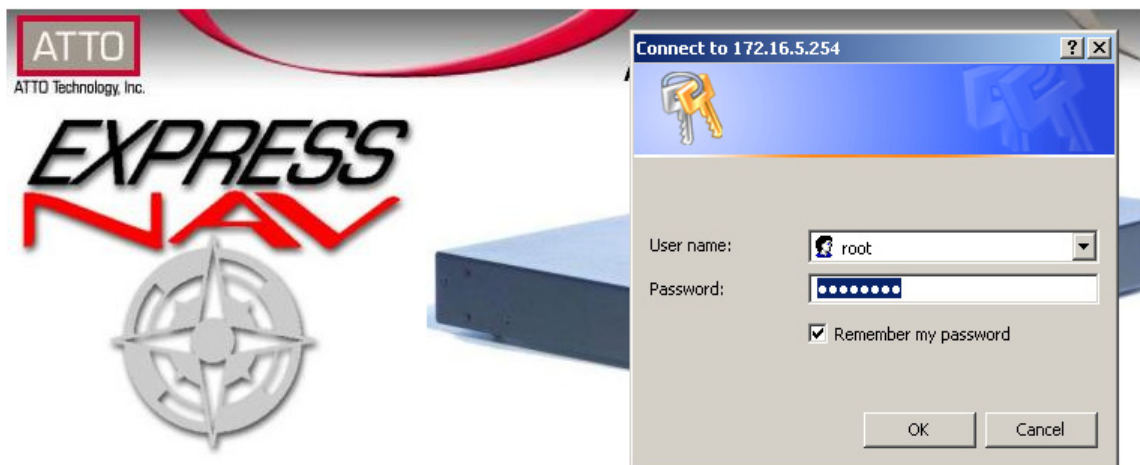 ATTO
ATTO Technology, Inc.
EXPRESS
NAV
Connect to 172.16.5.254
User name:
root
Password:
Remember my password
OK
Cancel